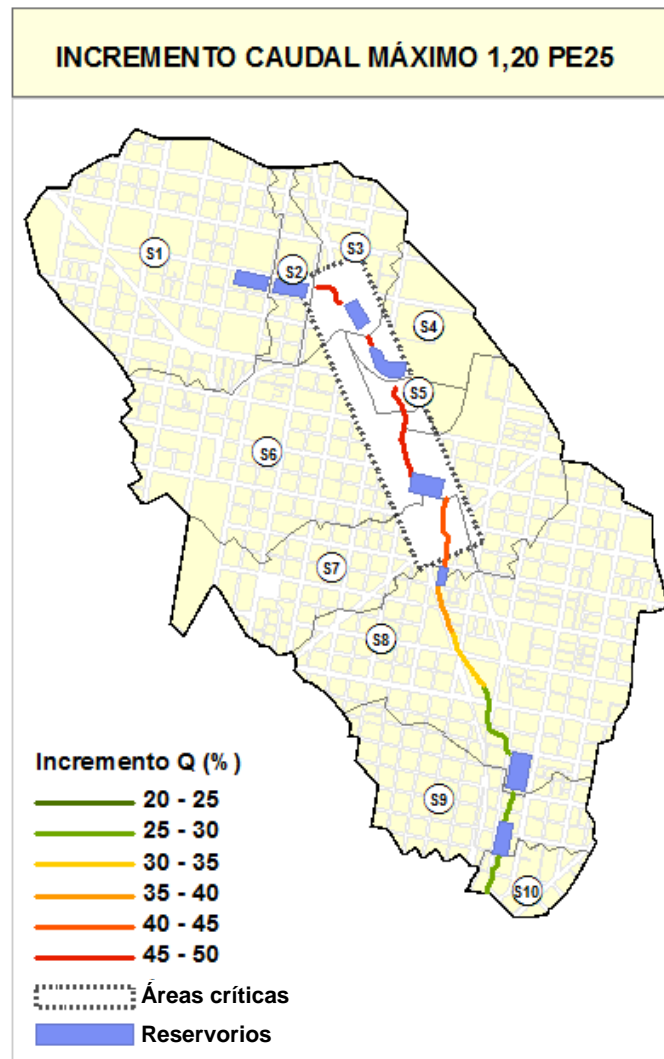 INCREMENTO CAUDAL MÁXIMO 1,20 PE25
S1
S2
S3
S4
S5
S6
S7
S8
S9
S10
Incremento Q (%)
20 - 25
25 - 30
30 - 35
35 - 40
40 - 45
45 - 50
Áreas críticas
Reservorios